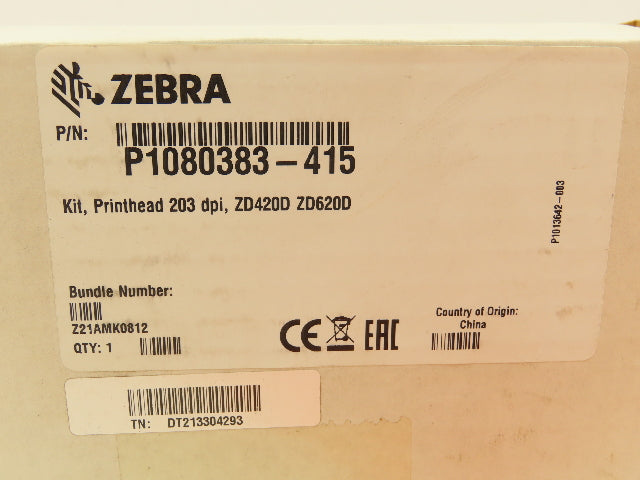 ZEBRA
P/N:
P1080383-415
Kit, Printhead 203 dpi, ZD420D ZD620D
P1013642-003
Bundle Number:
Z21AMK0812
QTY: 1
CE
EAC
Country of Origin:
China
TN: DT213304293